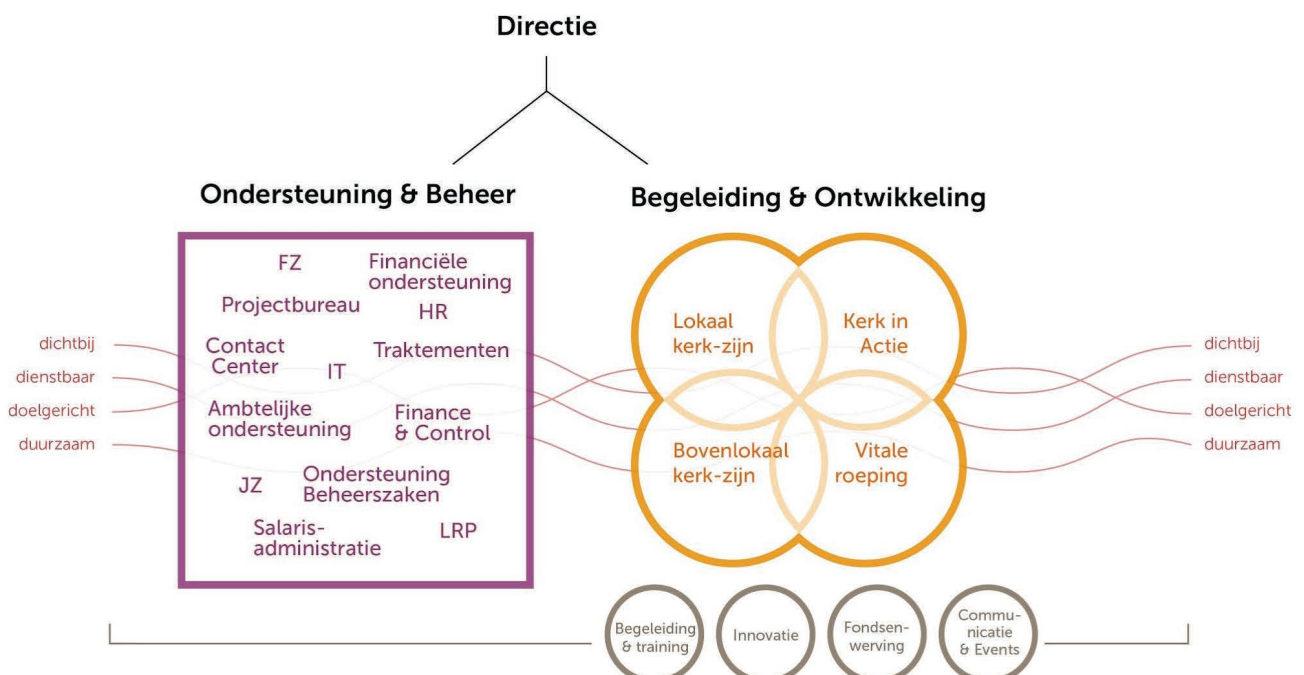 Directie
Ondersteuning & Beheer
Begeleiding & Ontwikkeling
FZ
Financiële
ondersteuning
Projectbureau
HR
Contact
Center
IT
Traktementen
Ambtelijke
ondersteuning
Finance
& Control
JZ
Ondersteuning
Beheerszaken
Salaris-
administratie
LRP
dichtbij
dienstbaar
doelgericht
duurzaam
Lokaal
kerk-zijn
Kerk in
Actie
Bovenlokaal
kerk-zijn
Vitale
roeping
dichtbij
dienstbaar
doelgericht
duurzaam
Begeleiding
& training
Innovatie
Fondsen-
werving
Commu-
nicatie
& Events